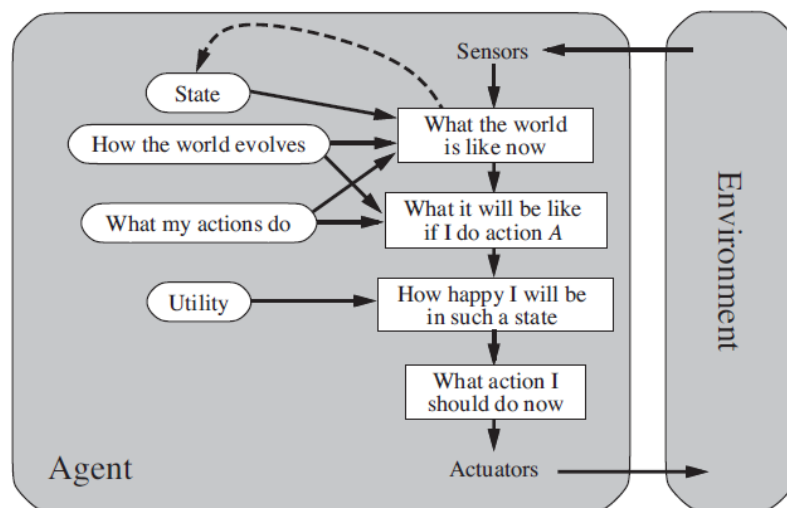 Sensors
State
What the world
is like now
How the world evolves
What my actions do
What it will be like
if I do action A
Utility
How happy I will be
in such a state
What action I
should do now
Agent
Actuators
Environment